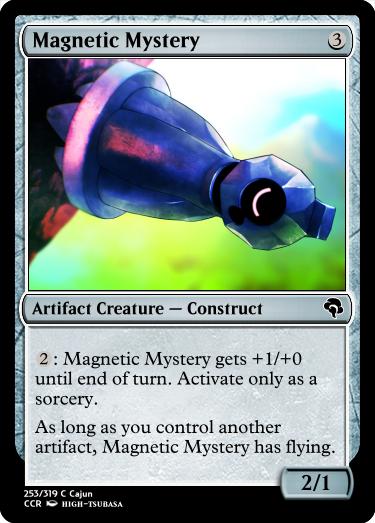 Magnetic Mystery 3
Artifact Creature — Construct
2 : Magnetic Mystery gets +1/+0
until end of turn. Activate only as a
sorcery.
As long as you control another
artifact, Magnetic Mystery has flying.
2/1
253/319 C Cajun
CCR HIGH-TSUBASA